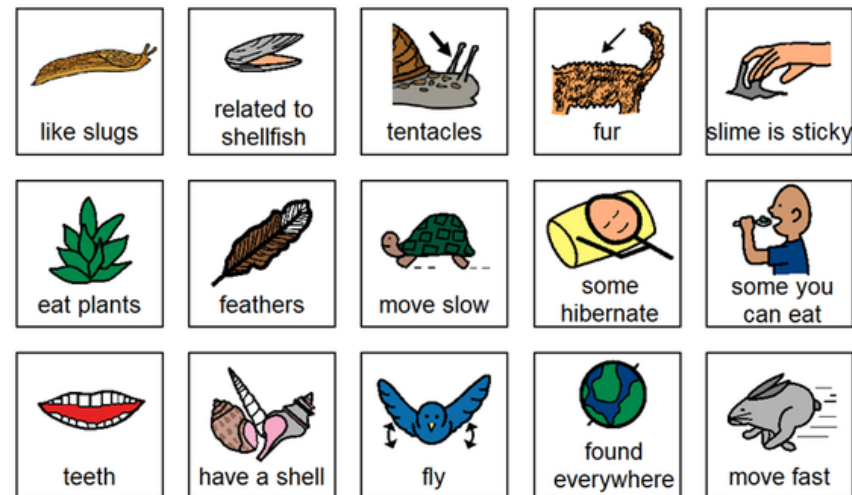 like slugs
related to
shellfish
tentacles
fur
slime is sticky
eat plants
feathers
move slow
some
hibernate
some you
can eat
teeth
have a shell
fly
found
everywhere
move fast